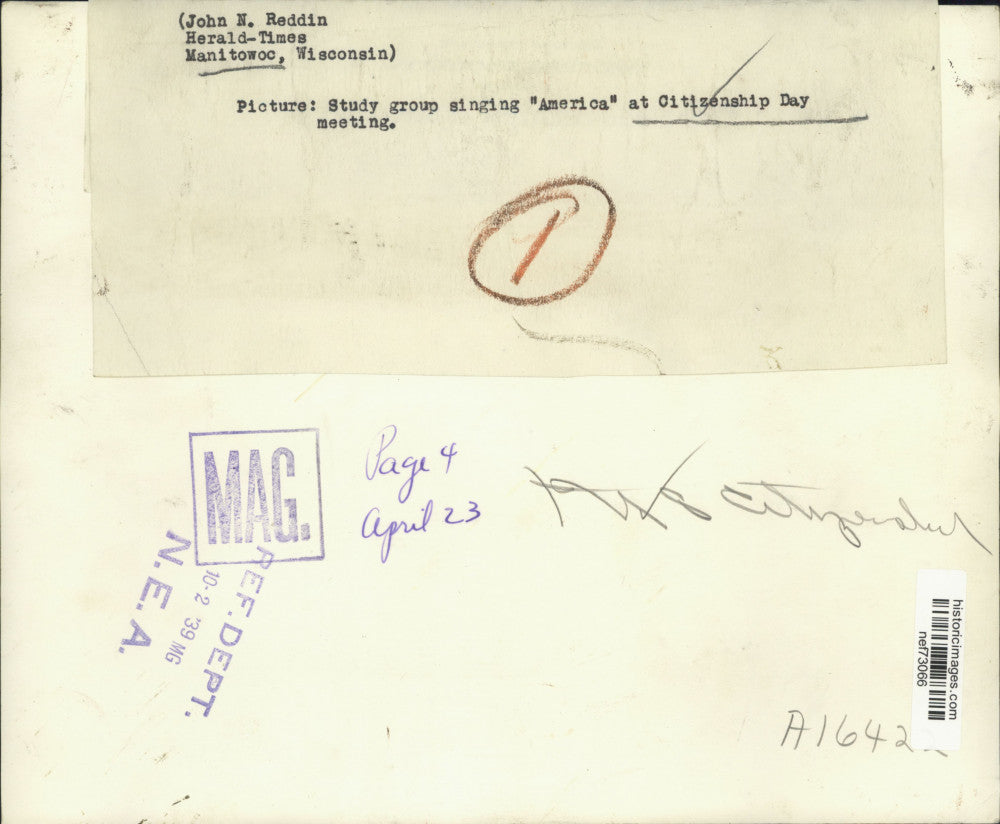 (John N. Reddin
Herald-Times
Manitowoc, Wisconsin)
Picture: Study group singing "America" at Citizenship Day
meeting.
1
MAG.
Page 4
April 23
REF. DEPT.
10-2 '39 MG
N.E.A.
historicimages.com
nef73066
A1642